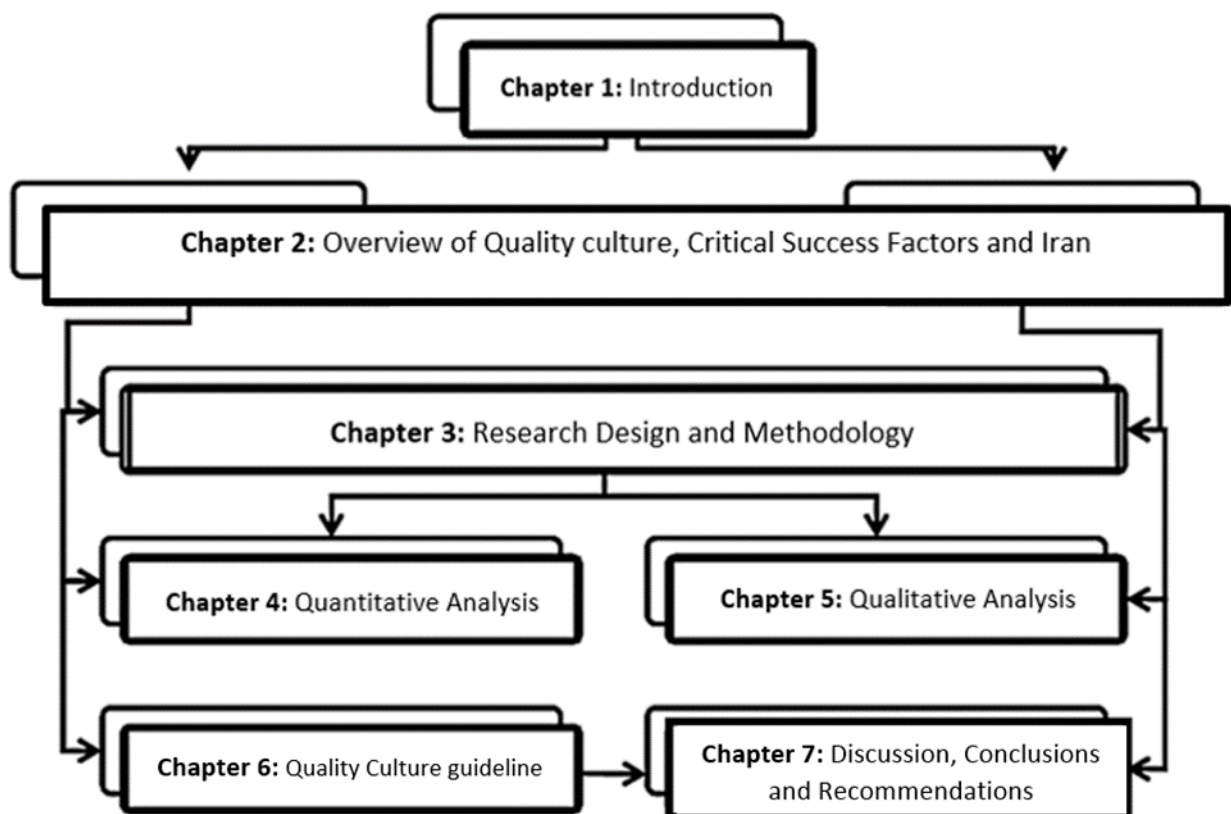 Chapter 1: Introduction
Chapter 2: Overview of Quality culture, Critical Success Factors and Iran
Chapter 3: Research Design and Methodology
Chapter 4: Quantitative Analysis
Chapter 5: Qualitative Analysis
Chapter 6: Quality Culture guideline
Chapter 7: Discussion, Conclusions
and Recommendations